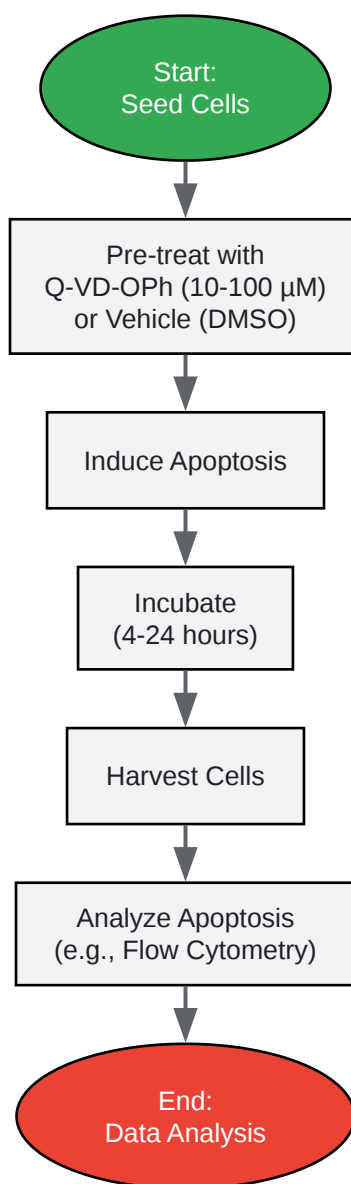 Start:
Seed Cells
Pre-treat with
Q-VD-OPh (10-100 µM)
or Vehicle (DMSO)
Induce Apoptosis
Incubate
(4-24 hours)
Harvest Cells
Analyze Apoptosis
(e.g., Flow Cytometry)
End:
Data Analysis